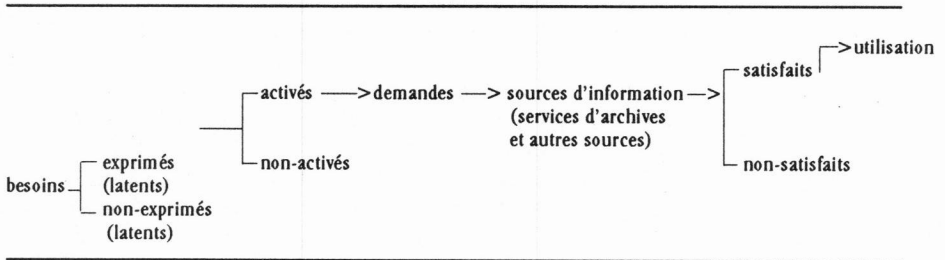 besoins
exprimés
(latents)
non-exprimés
(latents)
activés
non-activés
demandes
sources d'information
(services d'archives
et autres sources)
satisfaits
non-satisfaits
utilisation